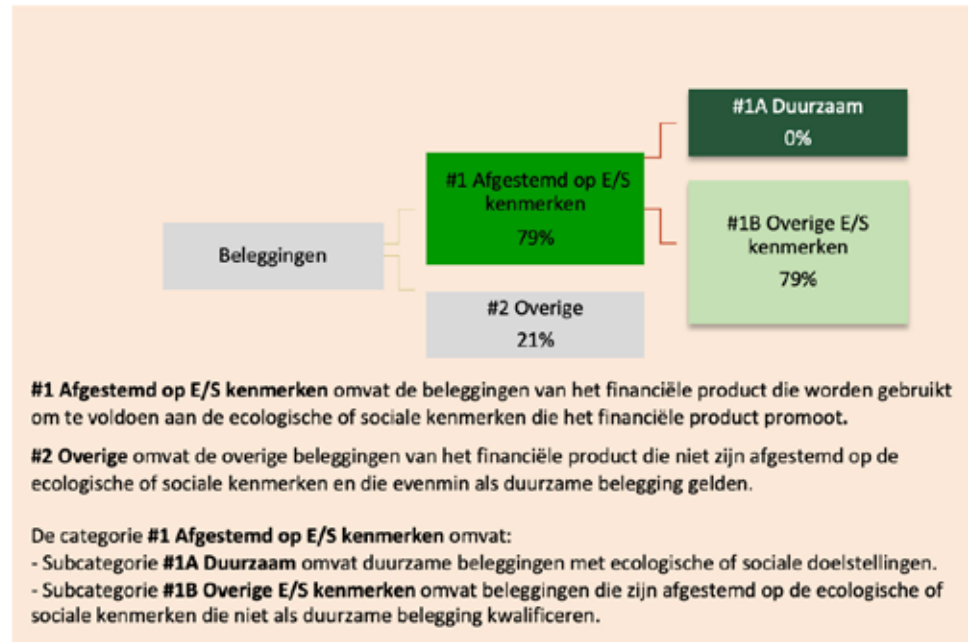 #1A Duurzaam
0%
#1 Afgestemd op E/S
kenmerken
79%
#1B Overige E/S
kenmerken
79%
Beleggingen
#2 Overige
21%
#1 Afgestemd op E/S kenmerken omvat de beleggingen van het financiële product die worden gebruikt
om te voldoen aan de ecologische of sociale kenmerken die het financiële product promoot.
#2 Overige omvat de overige beleggingen van het financiële product die niet zijn afgestemd op de
ecologische of sociale kenmerken en die evenmin als duurzame belegging gelden.
De categorie #1 Afgestemd op E/S kenmerken omvat:
- Subcategorie #1A Duurzaam omvat duurzame beleggingen met ecologische of sociale doelstellingen.
- Subcategorie #1B Overige E/S kenmerken omvat beleggingen die zijn afgestemd op de ecologische of
sociale kenmerken die niet als duurzame belegging kwalificeren.